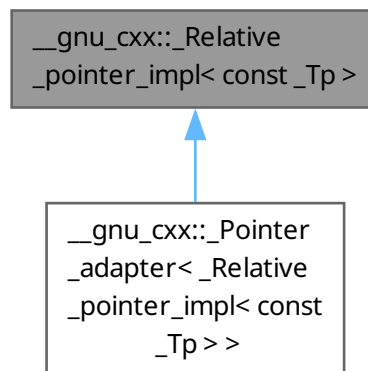 __gnu_cxx::_Relative
_pointer_impl< const _Tp >
__gnu_cxx::_Pointer
_adapter< _Relative
_pointer_impl< const
_Tp > >